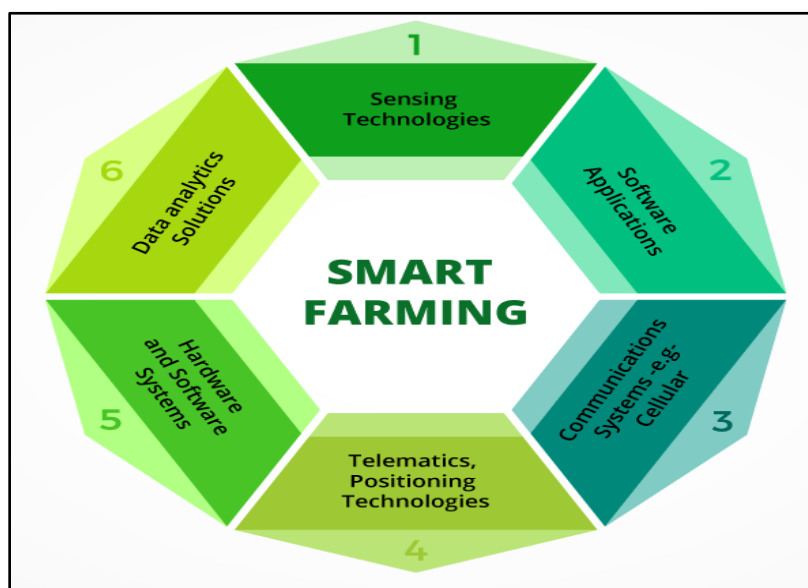 1
Sensing
Technologies
2
Software
Applications
3
Communications
Systems -e.g-
Cellular
4
Telematics,
Positioning
Technologies
5
Hardware
and Software
Systems
6
Data analytics
Solutions
SMART
FARMING